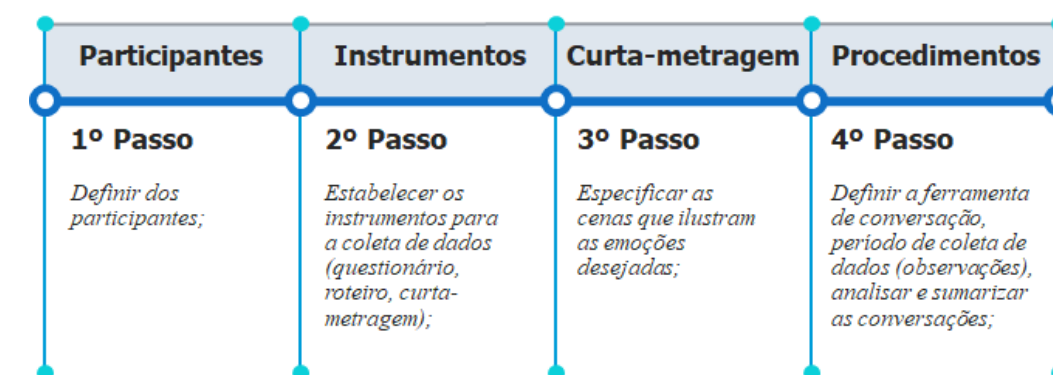 Participantes
1º Passo
Definir dos
participantes;
Instrumentos
2º Passo
Estabelecer os
instrumentos para
a coleta de dados
(questionário,
roteiro, curta-
metragem);
Curta-metragem
3º Passo
Especificar as
cenas que ilustram
as emoções
desejadas;
Procedimentos
4º Passo
Definir a ferramenta
de conversação,
período de coleta de
dados (observações),
analisar e sumarizar
as conversações;